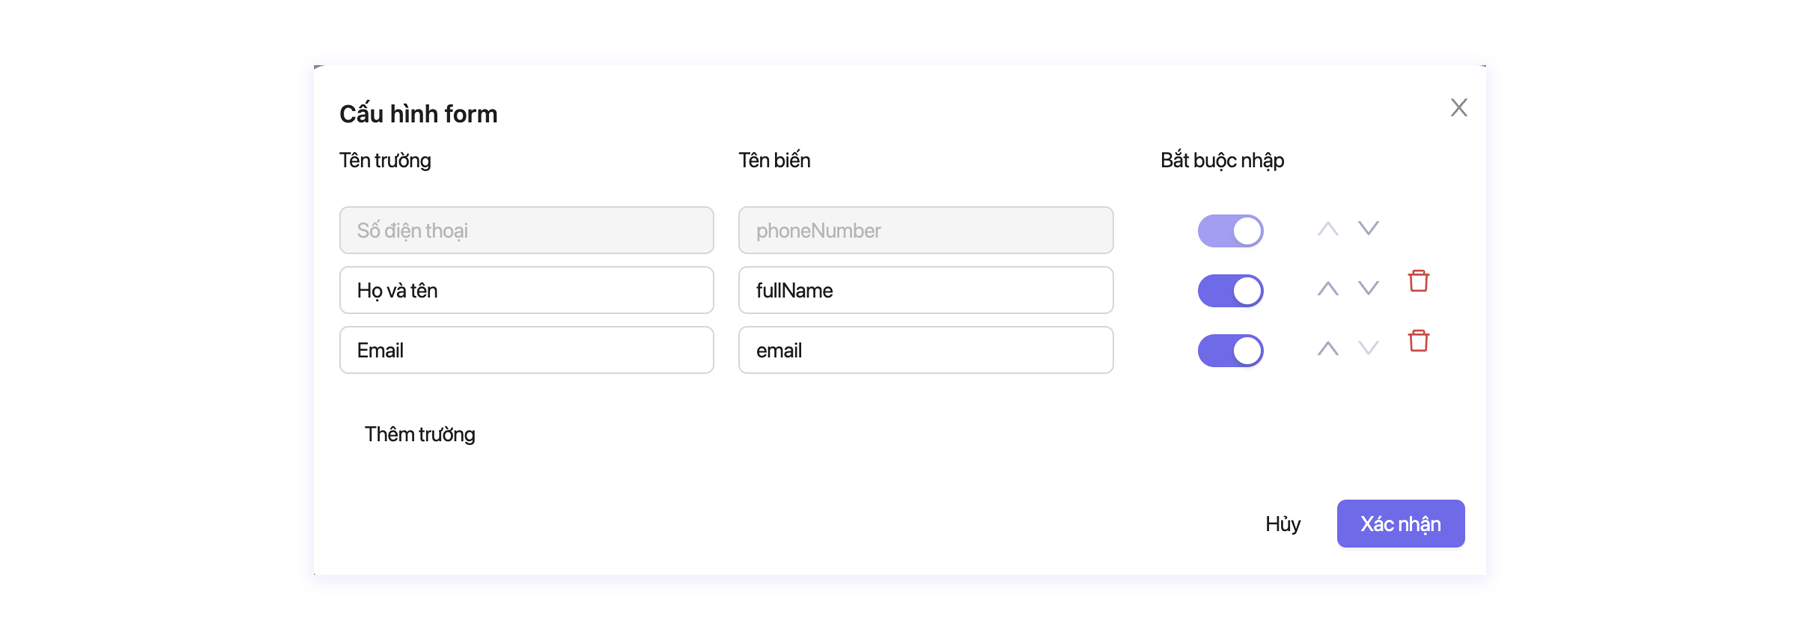 Cấu hình form
Tên trường Tên biến Bắt buộc nhập
Số điện thoại phoneNumber
Họ và tên fullName
Email email
Thêm trường
Hủy Xác nhận